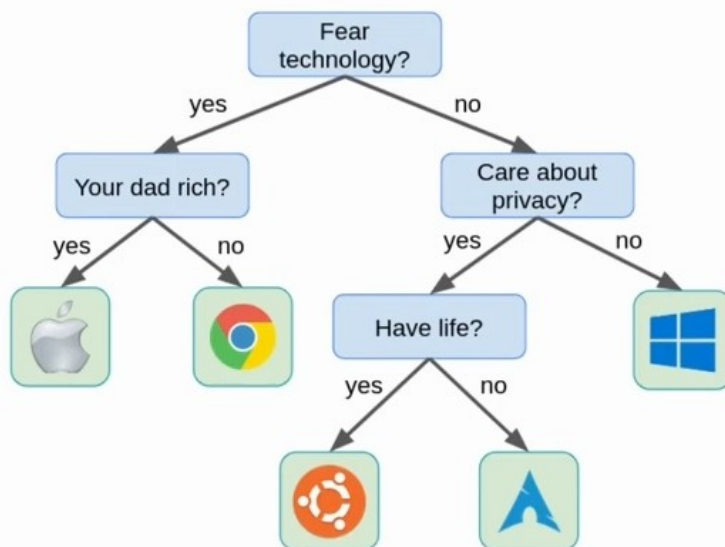 Fear
technology?
yes
no
Your dad rich?
Care about
privacy?
yes
no
yes
no
Have life?
yes
no